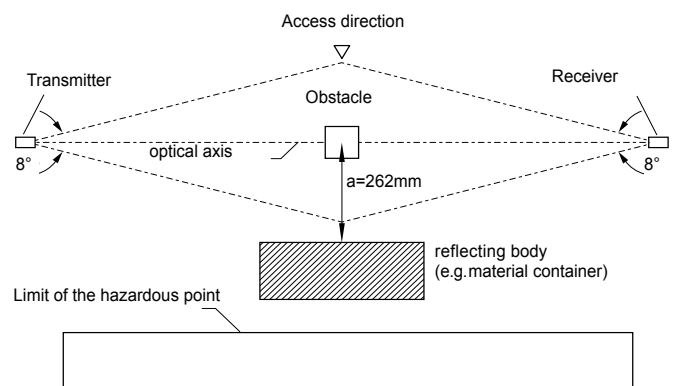 Access direction
Transmitter
Receiver
Obstacle
optical axis
8°
8°
a=262mm
reflecting body
(e.g.material container)
Limit of the hazardous point